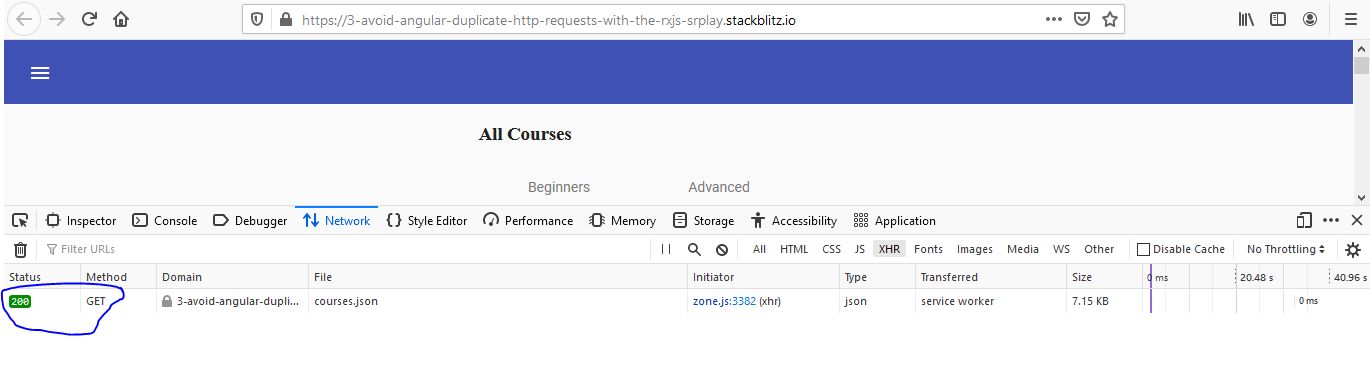 https://3-avoid-angular-duplicate-http-requests-with-the-rxjs-srplay.stackblitz.io
All Courses
Beginners Advanced
Inspector Console Debugger Network Style Editor Performance Memory Storage Accessibility Application
Filter URLs All HTML CSS JS XHR Fonts Images Media WS Other Disable Cache No Throttling
Status Method Domain File Initiator Type Transferred Size 0 ms 20.48 s 40.96 s
200 GET 3-avoid-angular-dupli... courses.json zone.js:3382 (xhr) json service worker 7.15 KB 0 ms